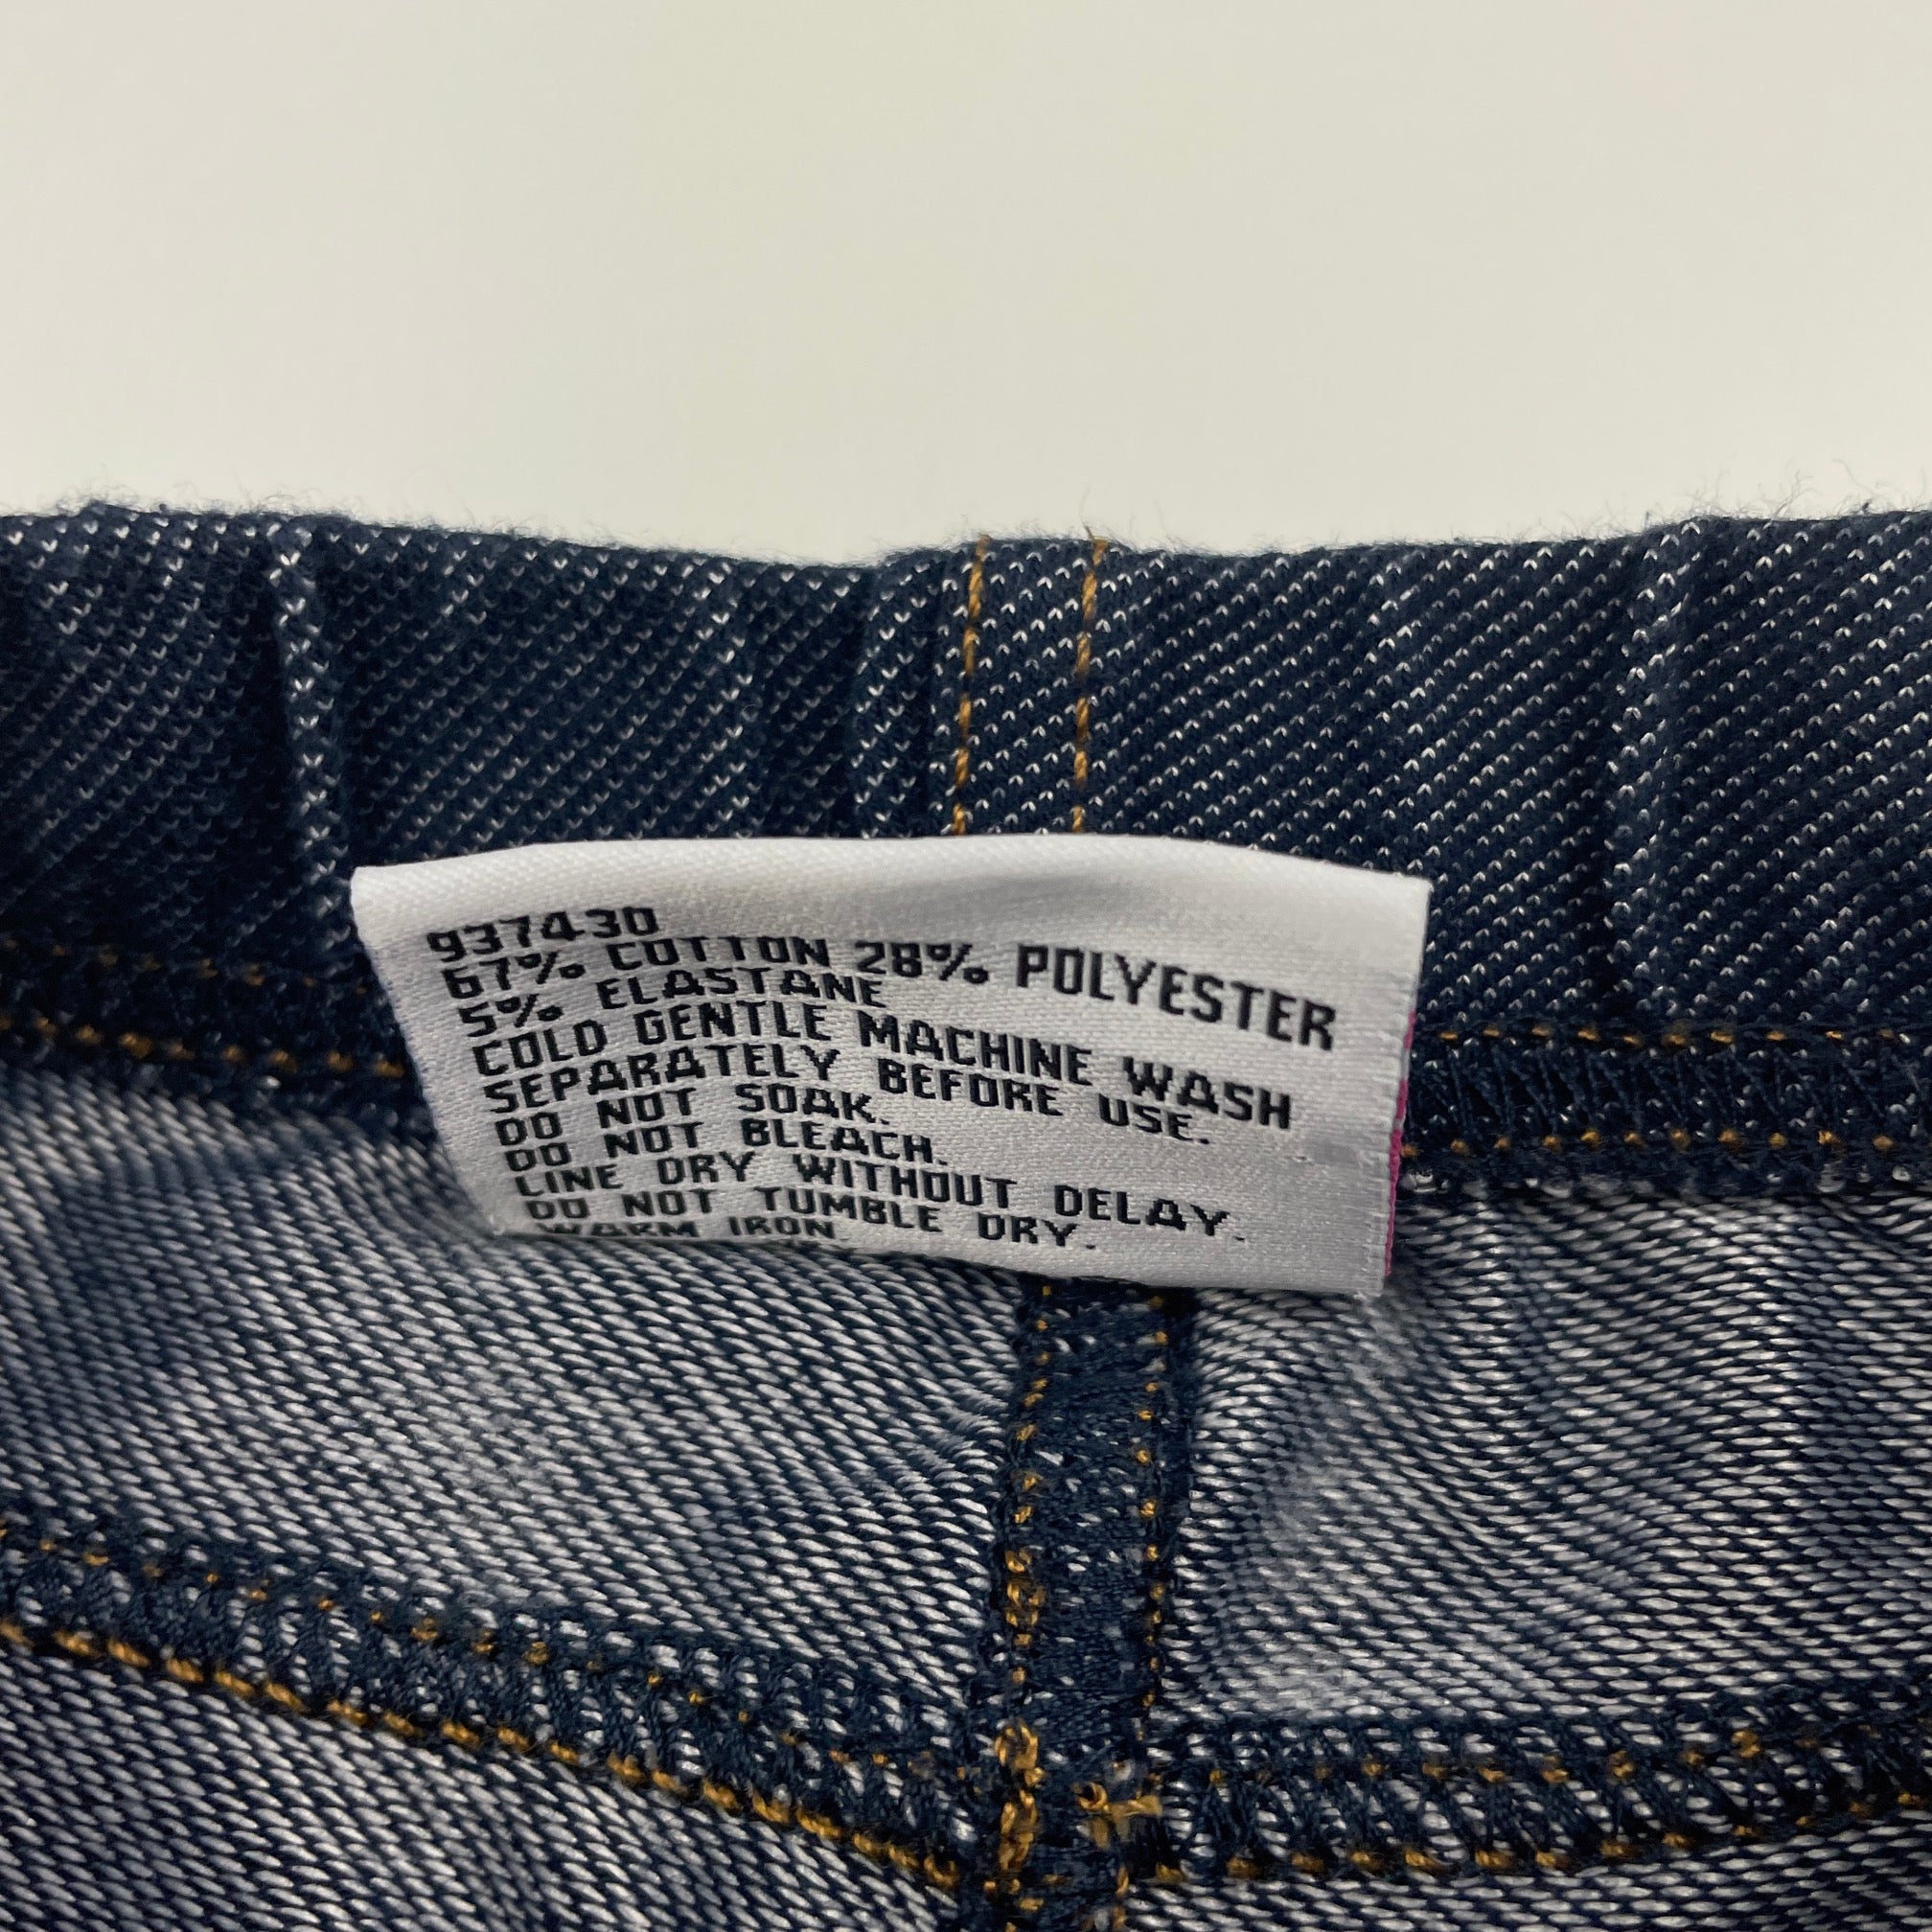 937430
67% COTTON 28% POLYESTER
5% ELASTANE
COLD GENTLE MACHINE WASH
SEPARATELY BEFORE USE.
DO NOT SOAK.
DO NOT BLEACH.
LINE DRY WITHOUT DELAY.
DO NOT TUMBLE DRY.
WARM IRON